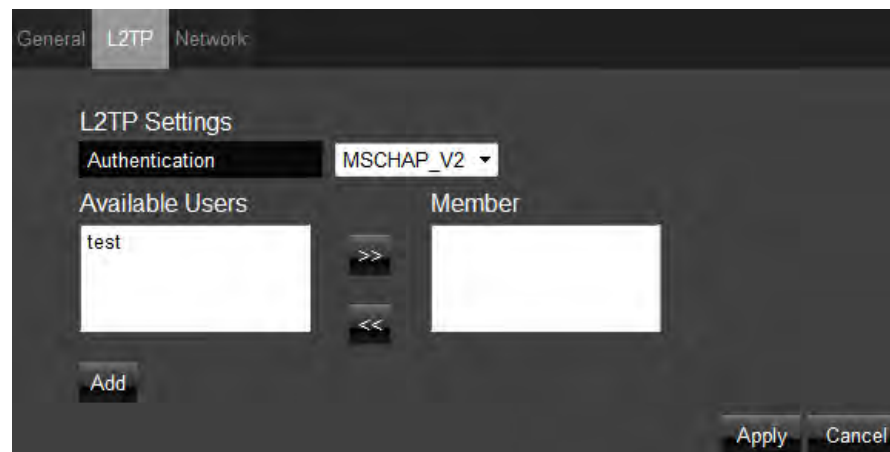 General L2TP Network
L2TP Settings
Authentication MSCHAP_V2
Available Users Member
test
>>
<<
Add
Apply Cancel